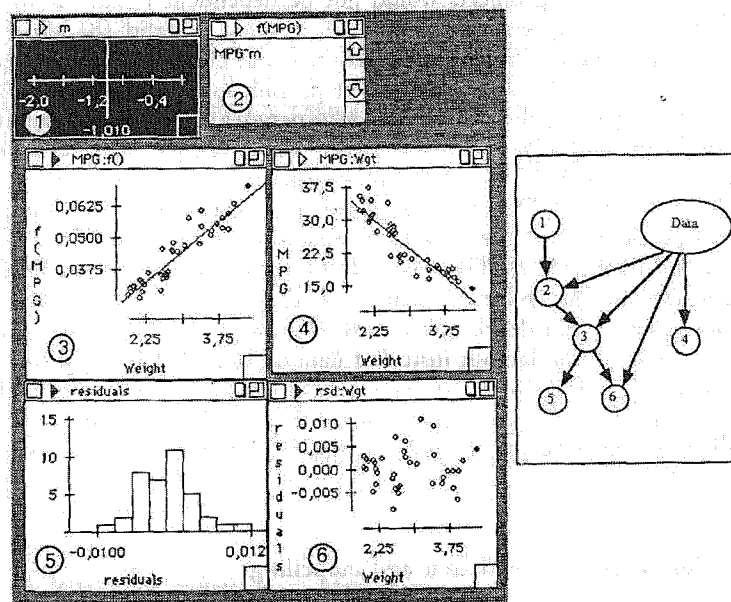 m
-2,0 -1,2 -0,4
-1,010
1
f(MPG)
MPG^m
2
MPG:f()
f(MPG)
0,0625
0,0500
0,0375
2,25 3,75
Weight
3
MPG:Wgt
MPG
37,5
30,0
22,5
15,0
2,25 3,75
Weight
4
residuals
15
10
5
-0,0100 0,012
residuals
5
rsd:Wgt
residuals
0,010
0,005
0,000
-0,005
2,25 3,75
Weight
6
1
Data
2
3
4
5
6